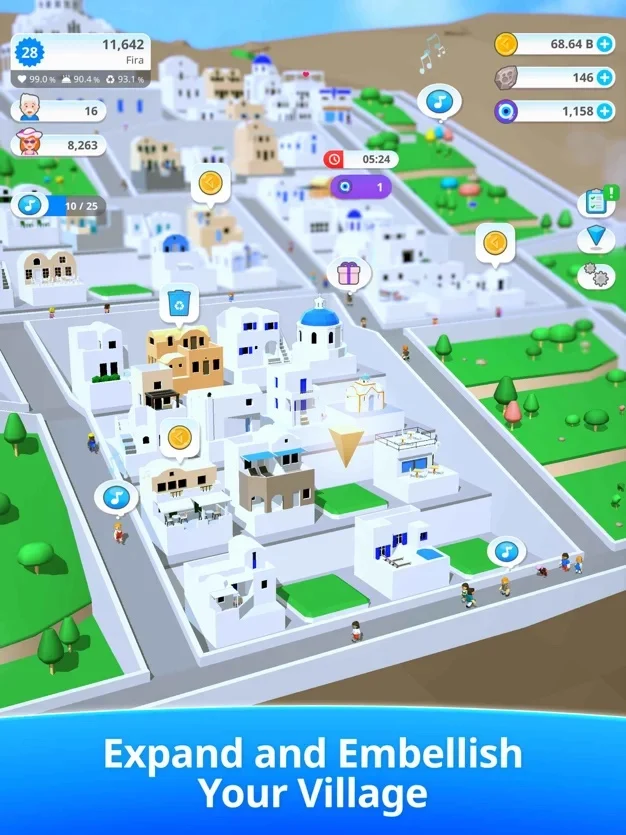 28
11,642
Fira
99.0 % 90.4 % 93.1 %
16
8,263
10 / 25
68.64 B
146
1,158
05:24
1
Expand and Embellish
Your Village